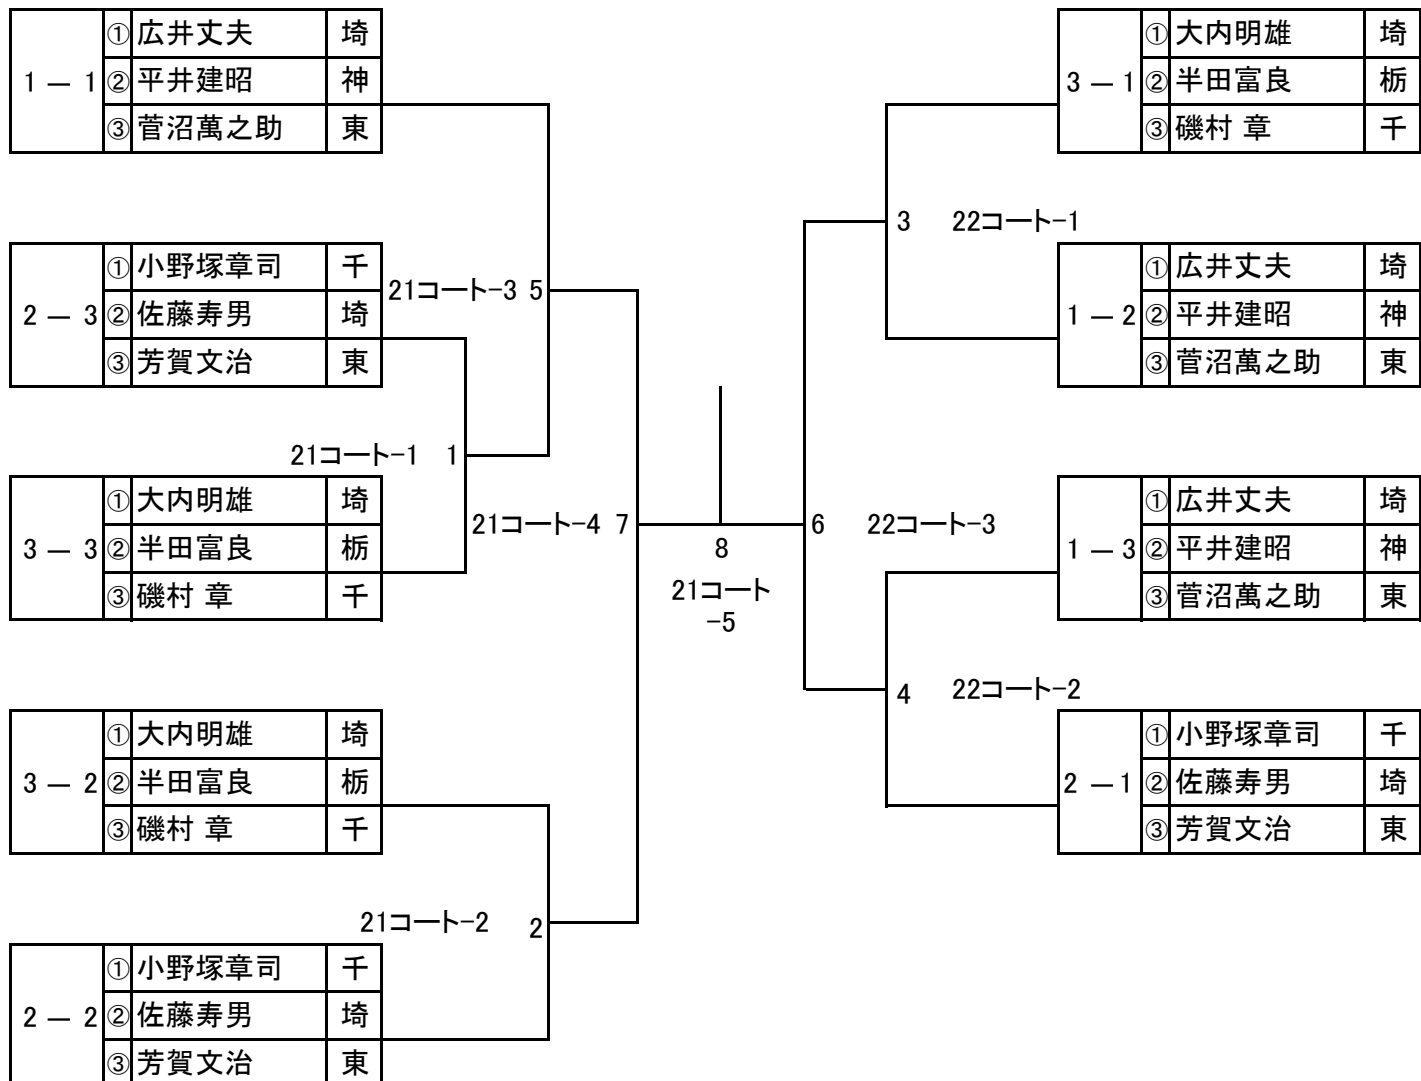 ① 広井丈夫 埼
1 — 1 ② 平井建昭 神
③ 菅沼萬之助 東
① 小野塚章司 千
2 — 3 ② 佐藤寿男 埼
③ 芳賀文治 東
21コート-3 5
21コート-1 1
① 大内明雄 埼
3 — 3 ② 半田富良 栃
③ 磯村 章 千
21コート-4 7
① 大内明雄 埼
3 — 2 ② 半田富良 栃
③ 磯村 章 千
21コート-2 2
① 小野塚章司 千
2 — 2 ② 佐藤寿男 埼
③ 芳賀文治 東
8
21コート
-5
① 大内明雄 埼
3 — 1 ② 半田富良 栃
③ 磯村 章 千
3 22コート-1
① 広井丈夫 埼
1 — 2 ② 平井建昭 神
③ 菅沼萬之助 東
6 22コート-3
① 広井丈夫 埼
1 — 3 ② 平井建昭 神
③ 菅沼萬之助 東
4 22コート-2
① 小野塚章司 千
2 — 1 ② 佐藤寿男 埼
③ 芳賀文治 東